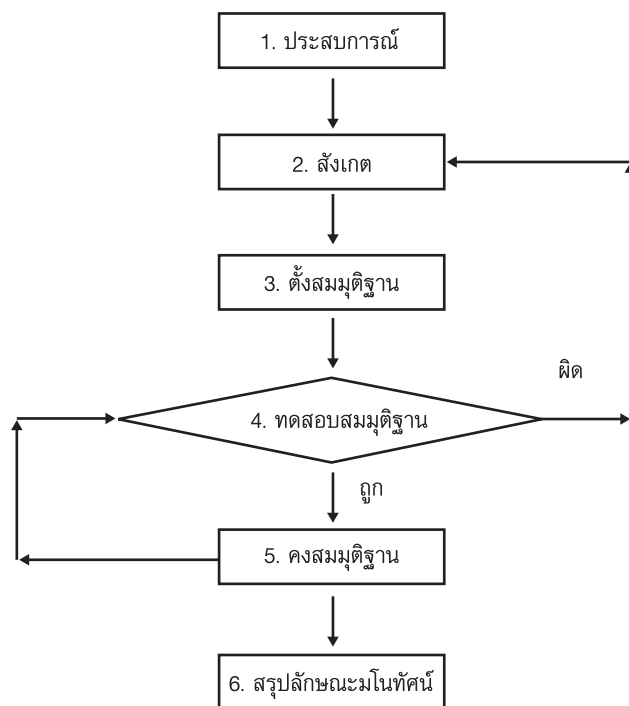 1. ประสบการณ์
2. สังเกต
3. ตั้งสมมุติฐาน
ผิด
4. ทดสอบสมมุติฐาน
ถูก
5. คงสมมุติฐาน
6. สรุปลักษณะมโนทัศน์